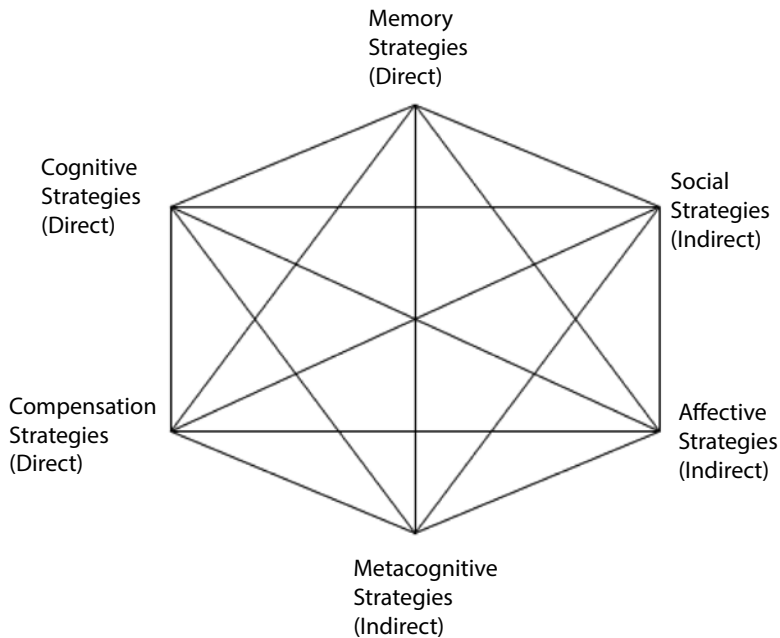 Memory
Strategies
(Direct)
Cognitive
Strategies
(Direct)
Social
Strategies
(Indirect)
Compensation
Strategies
(Direct)
Affective
Strategies
(Indirect)
Metacognitive
Strategies
(Indirect)